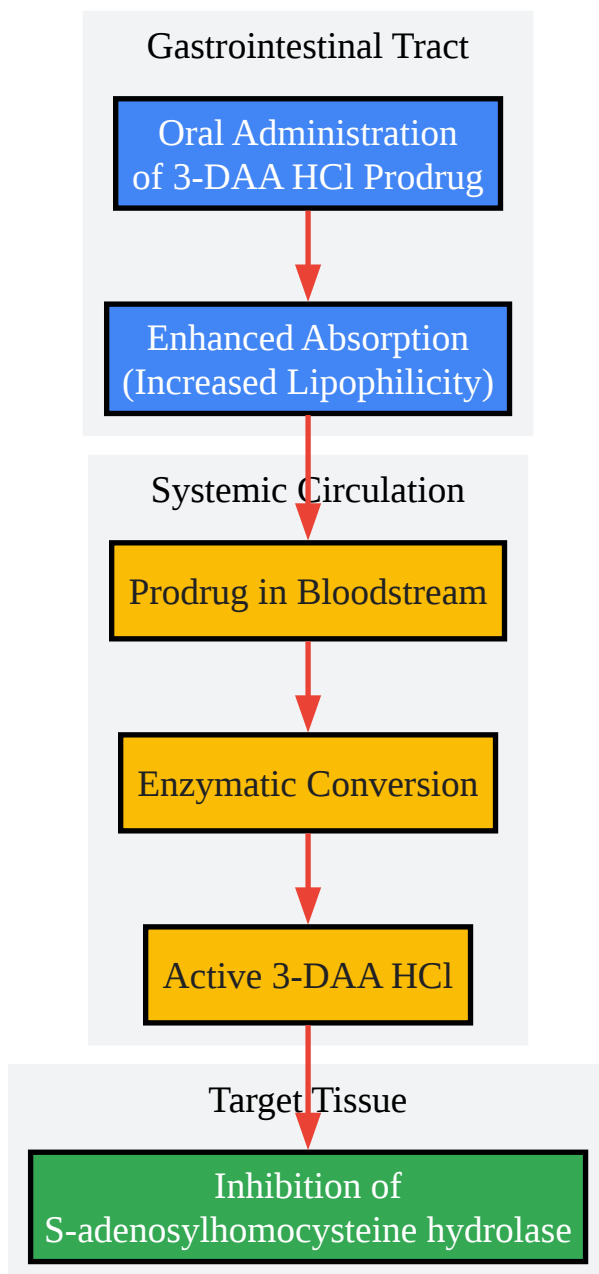 Gastrointestinal Tract
Oral Administration
of 3-DAA HCl Prodrug
Enhanced Absorption
(Increased Lipophilicity)
Systemic Circulation
Prodrug in Bloodstream
Enzymatic Conversion
Active 3-DAA HCl
Target Tissue
Inhibition of
S-adenosylhomocysteine hydrolase